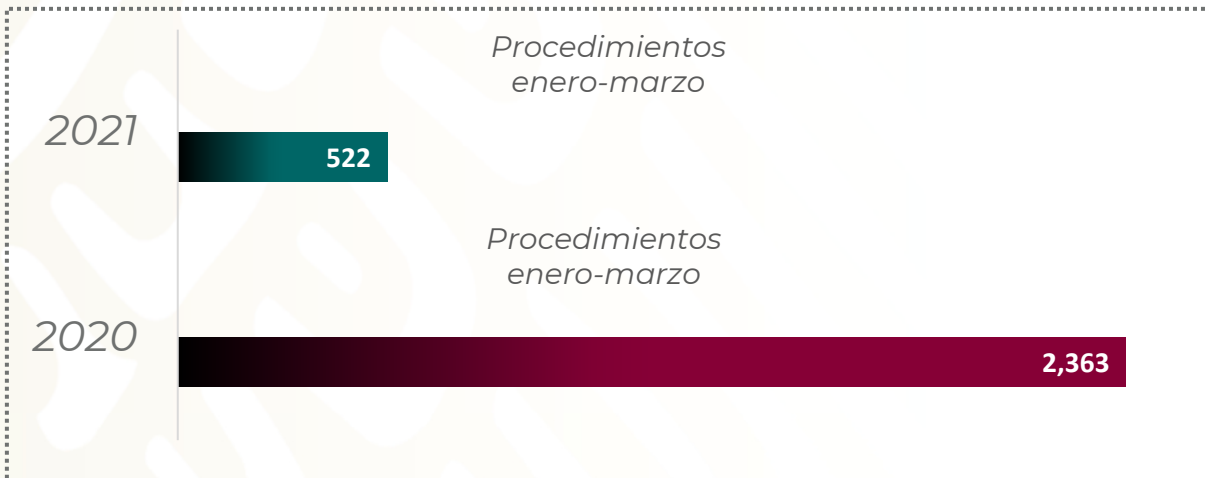 Procedimientos
enero-marzo
2021
522
Procedimientos
enero-marzo
2020
2,363